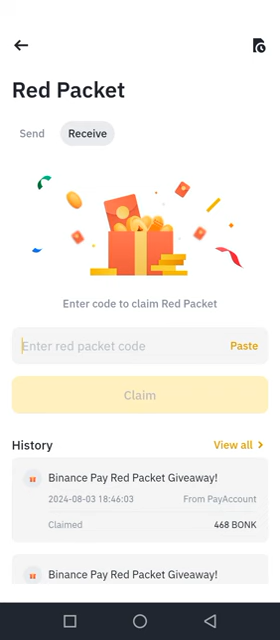 Red Packet
Send
Receive
Enter code to claim Red Packet
Enter red packet code
Paste
Claim
History
View all
Binance Pay Red Packet Giveaway!
2024-08-03 18:46:03
From PayAccount
Claimed
468 BONK
Binance Pay Red Packet Giveaway!